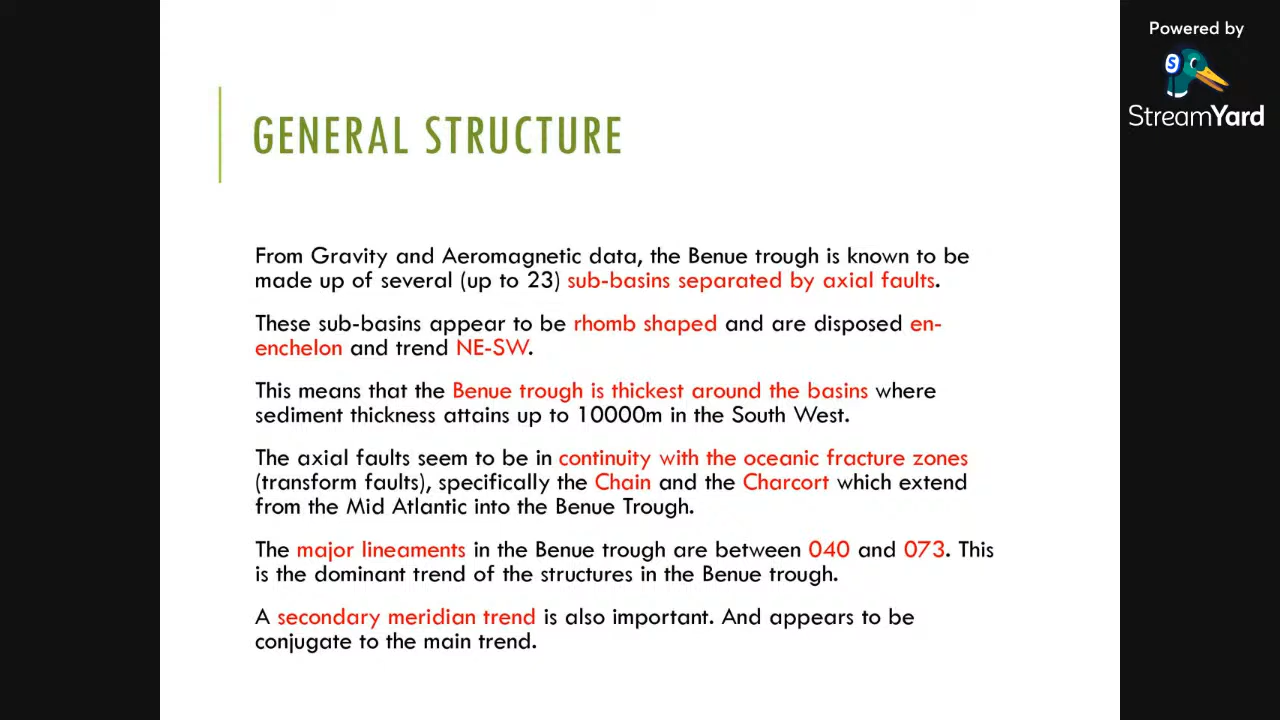 Powered by
StreamYard
GENERAL STRUCTURE
From Gravity and Aeromagnetic data, the Benue trough is known to be
made up of several (up to 23) sub-basins separated by axial faults.
These sub-basins appear to be rhomb shaped and are disposed en-
enchelon and trend NE-SW.
This means that the Benue trough is thickest around the basins where
sediment thickness attains up to 10000m in the South West.
The axial faults seem to be in continuity with the oceanic fracture zones
(transform faults), specifically the Chain and the Charcort which extend
from the Mid Atlantic into the Benue Trough.
The major lineaments in the Benue trough are between 040 and 073. This
is the dominant trend of the structures in the Benue trough.
A secondary meridian trend is also important. And appears to be
conjugate to the main trend.